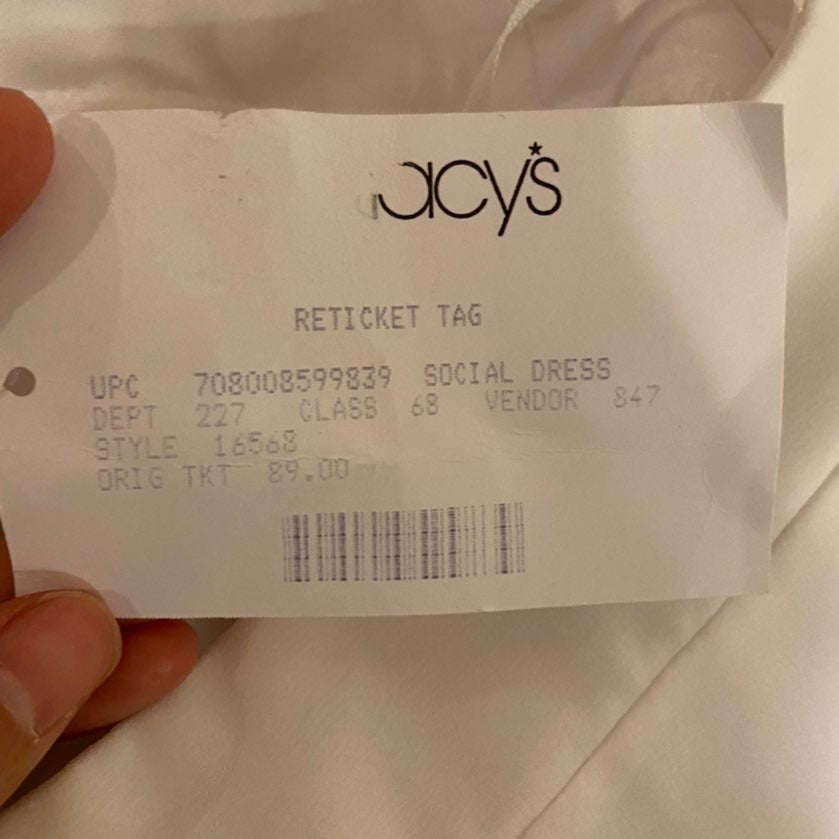 acy's
RETICKET TAG
UPC 708008599839 SOCIAL DRESS
DEPT 227 CLASS 68 VENDOR 847
STYLE 16568
ORIG TKT 89.00